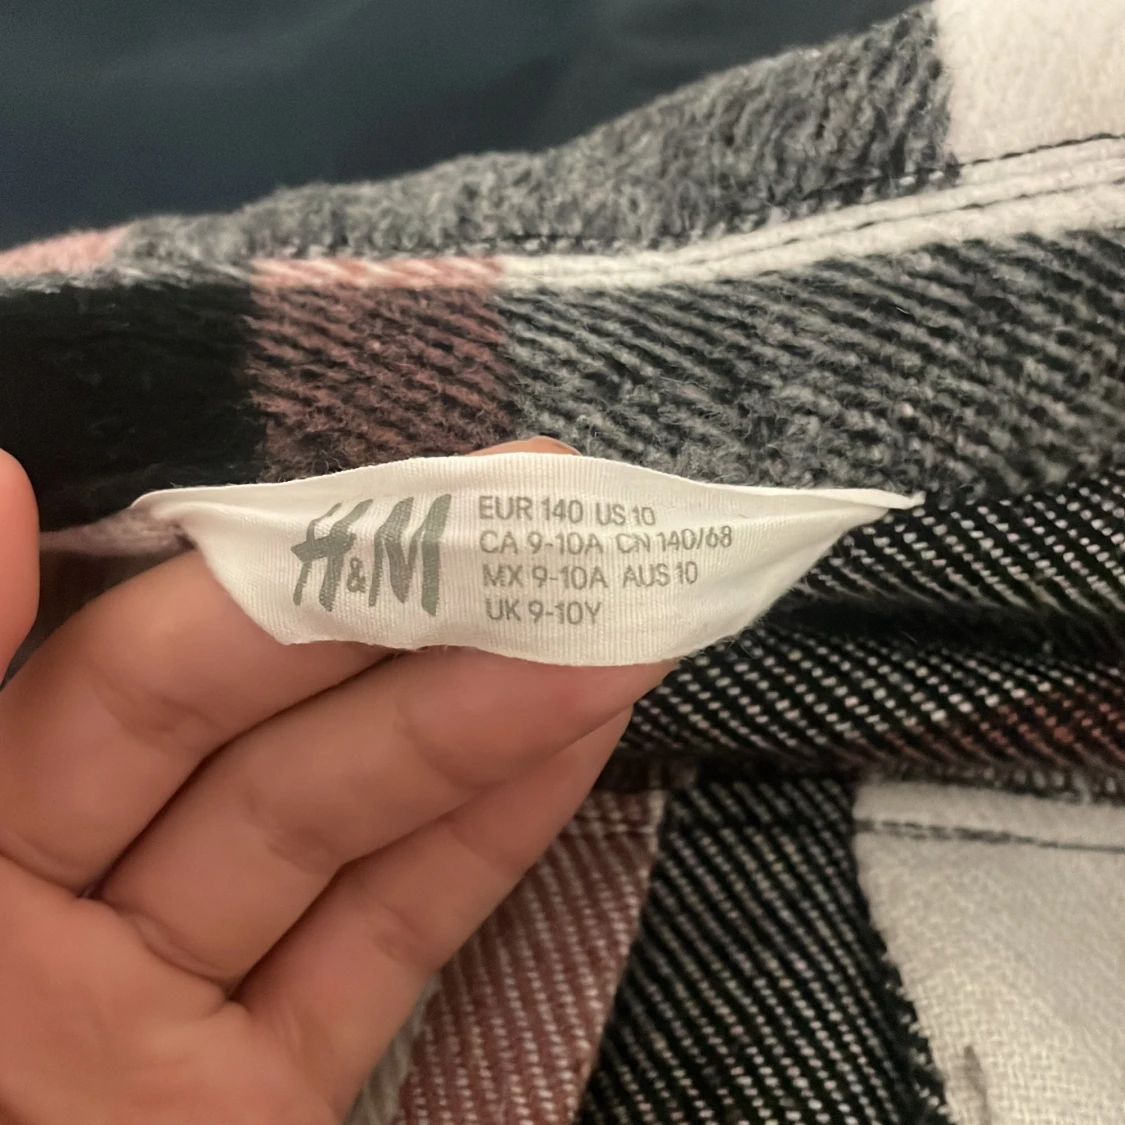 H&M
EUR 140 US 10
CA 9-10A CN 140/68
MX 9-10A AUS 10
UK 9-10Y